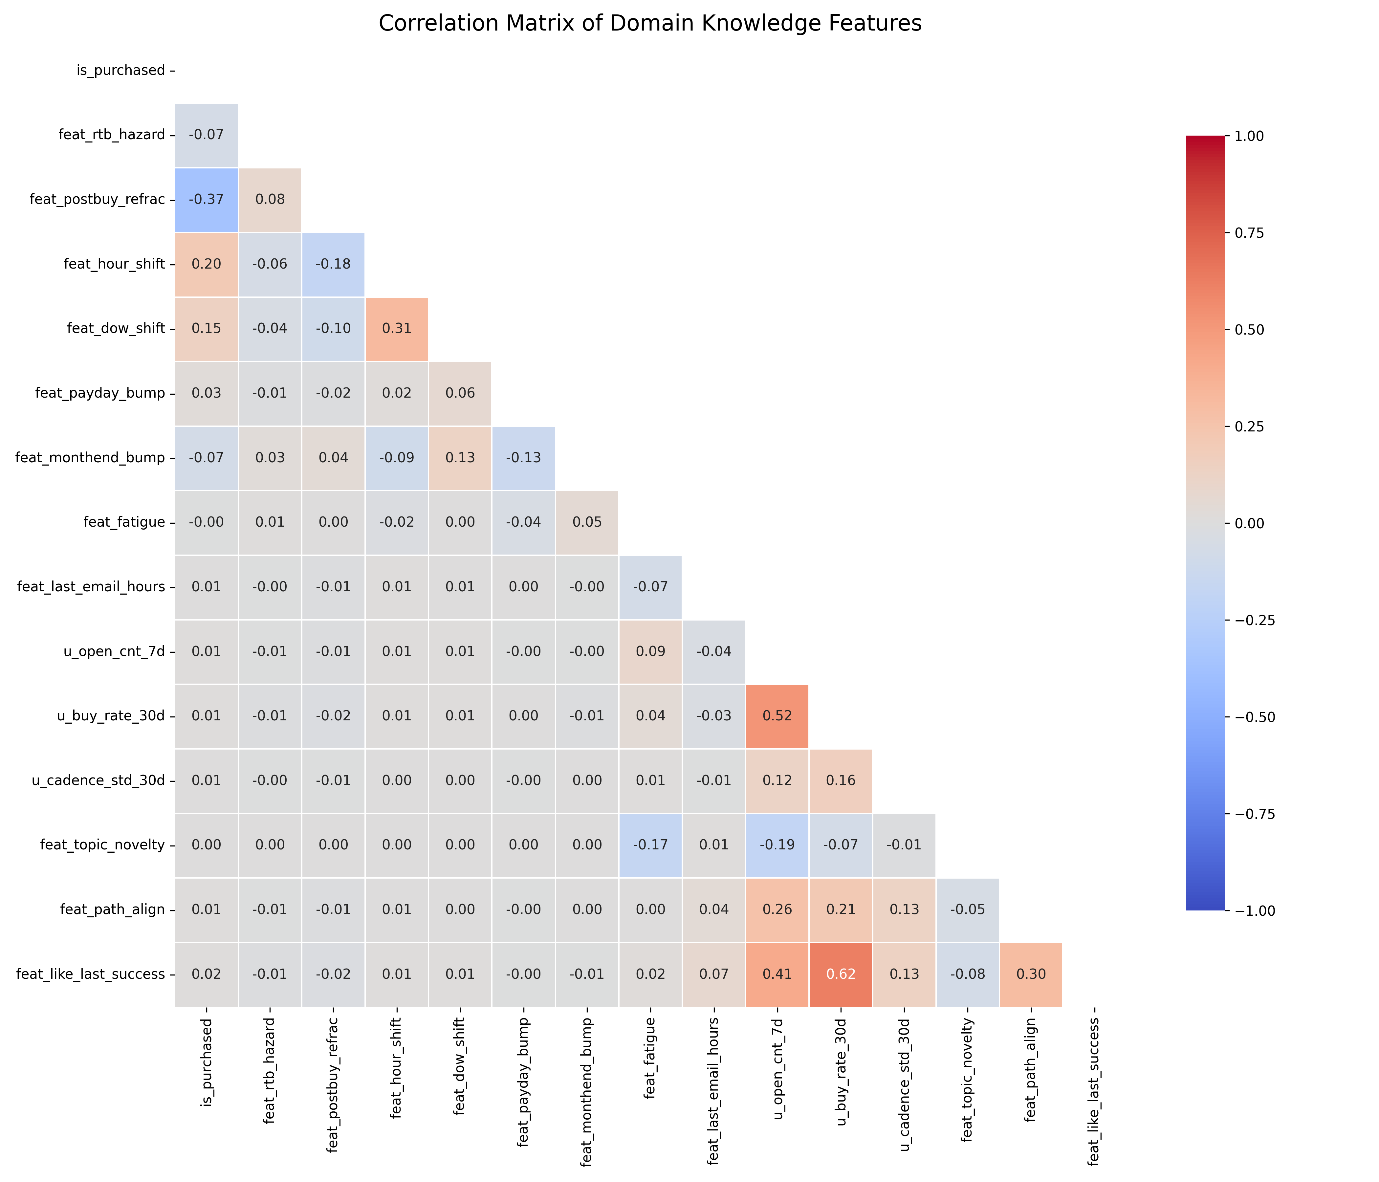 Correlation Matrix of Domain Knowledge Features
is_purchased
feat_rtb_hazard -0.07
feat_postbuy_refrac -0.37 0.08
feat_hour_shift 0.20 -0.06 -0.18
feat_dow_shift 0.15 -0.04 -0.10 0.31
feat_payday_bump 0.03 -0.01 -0.02 0.02 0.06
feat_monthend_bump -0.07 0.03 0.04 -0.09 0.13 -0.13
feat_fatigue -0.00 0.01 0.00 -0.02 0.00 -0.04 0.05
feat_last_email_hours 0.01 -0.00 -0.01 0.01 0.01 0.00 -0.00 -0.07
u_open_cnt_7d 0.01 -0.01 -0.01 0.01 0.01 -0.00 -0.00 0.09 -0.04
u_buy_rate_30d 0.01 -0.01 -0.02 0.01 0.01 0.00 -0.01 0.04 -0.03 0.52
u_cadence_std_30d 0.01 -0.00 -0.01 0.00 0.00 -0.00 0.00 0.01 -0.01 0.12 0.16
feat_topic_novelty 0.00 0.00 0.00 0.00 0.00 0.00 0.00 -0.17 0.01 -0.19 -0.07 -0.01
feat_path_align 0.01 -0.01 -0.01 0.01 0.00 -0.00 0.00 0.00 0.04 0.26 0.21 0.13 -0.05
feat_like_last_success 0.02 -0.01 -0.02 0.01 0.01 -0.00 -0.01 0.02 0.07 0.41 0.62 0.13 -0.08 0.30
is_purchased
feat_rtb_hazard
feat_postbuy_refrac
feat_hour_shift
feat_dow_shift
feat_payday_bump
feat_monthend_bump
feat_fatigue
feat_last_email_hours
u_open_cnt_7d
u_buy_rate_30d
u_cadence_std_30d
feat_topic_novelty
feat_path_align
feat_like_last_success
1.00
0.75
0.50
0.25
0.00
−0.25
−0.50
−0.75
−1.00